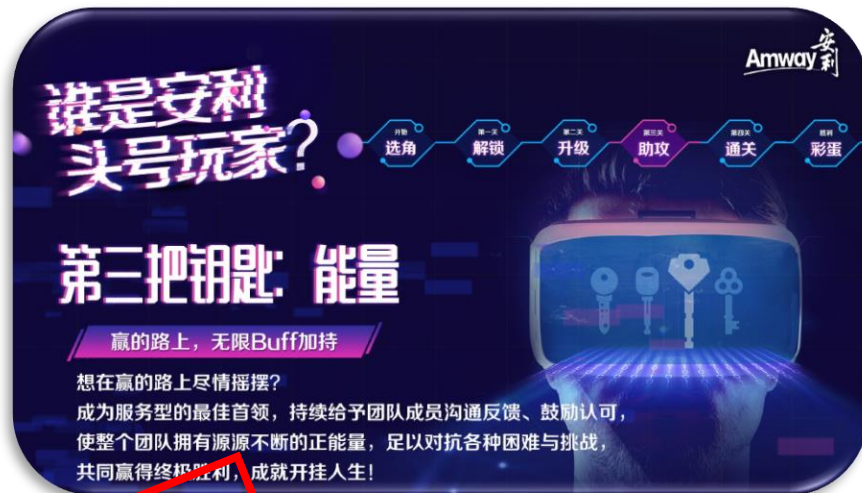 Amway 安利
谁是安利
头号玩家?
开始
选角
第一关
解锁
第二关
升级
第三关
助攻
第四关
通关
胜利
彩蛋
第三把钥匙: 能量
赢的路上，无限Buff加持
想在赢的路上尽情摇摆?
成为服务型的最佳首领，持续给予团队成员沟通反馈、鼓励认可，
使整个团队拥有源源不断的正能量，足以对抗各种困难与挑战，
共同赢得终极胜利，成就开挂人生!